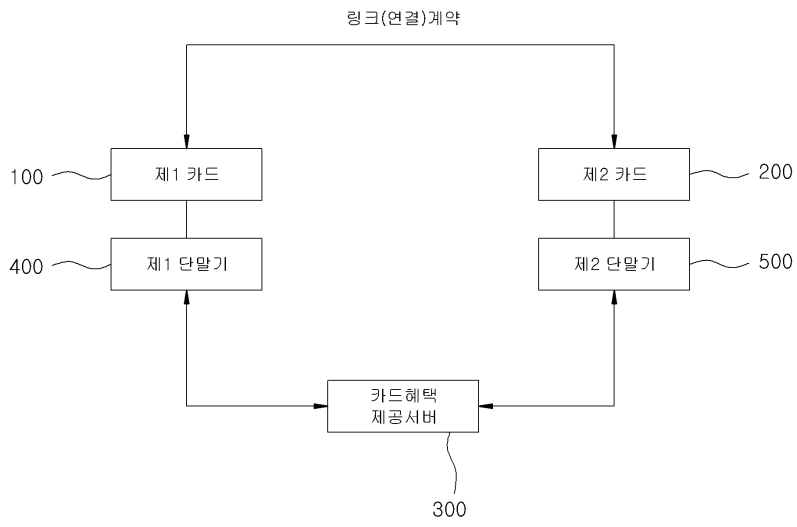 링크(연결)계약
100
제1 카드
제2 카드
200
400
제1 단말기
제2 단말기
500
카드혜택
제공서버
300